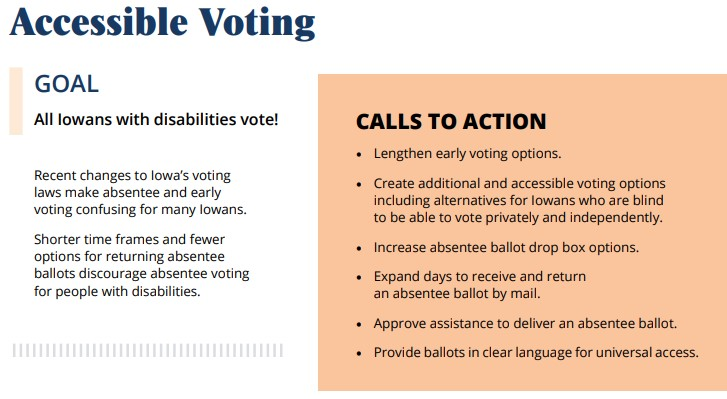 Accessible Voting
GOAL
All Iowans with disabilities vote!
Recent changes to Iowa’s voting
laws make absentee and early
voting confusing for many Iowans.
Shorter time frames and fewer
options for returning absentee
ballots discourage absentee voting
for people with disabilities.
CALLS TO ACTION
• Lengthen early voting options.
• Create additional and accessible voting options
including alternatives for Iowans who are blind
to be able to vote privately and independently.
• Increase absentee ballot drop box options.
• Expand days to receive and return
an absentee ballot by mail.
• Approve assistance to deliver an absentee ballot.
• Provide ballots in clear language for universal access.